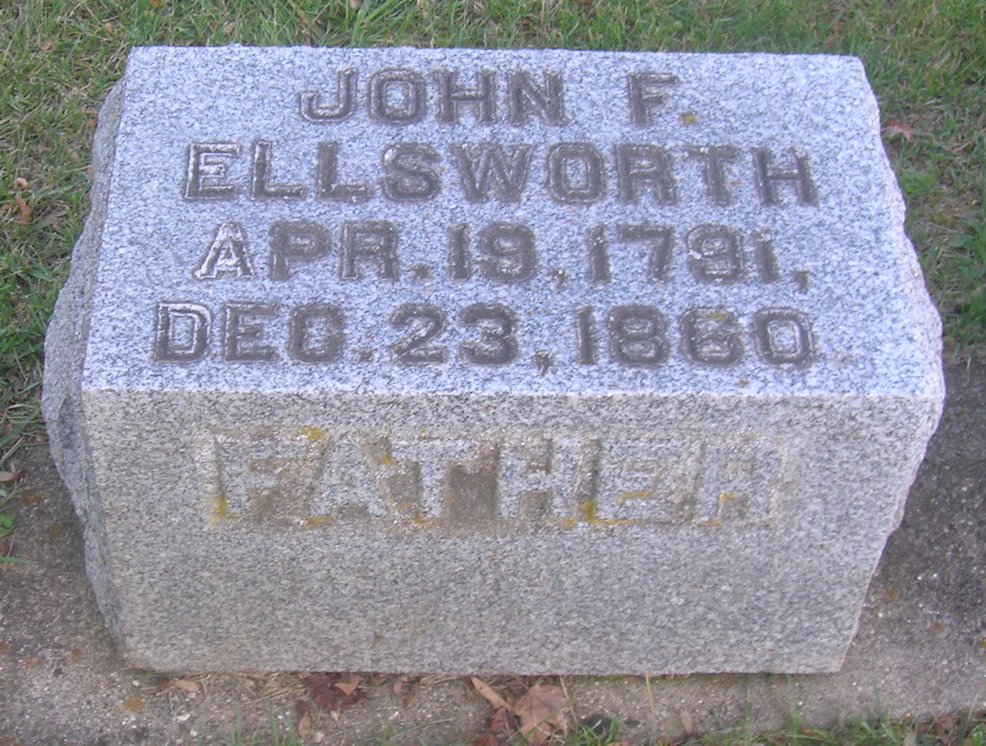 JOHN F.
ELLSWORTH
APR. 19, 1791,
DEC. 23, 1860
FATHER